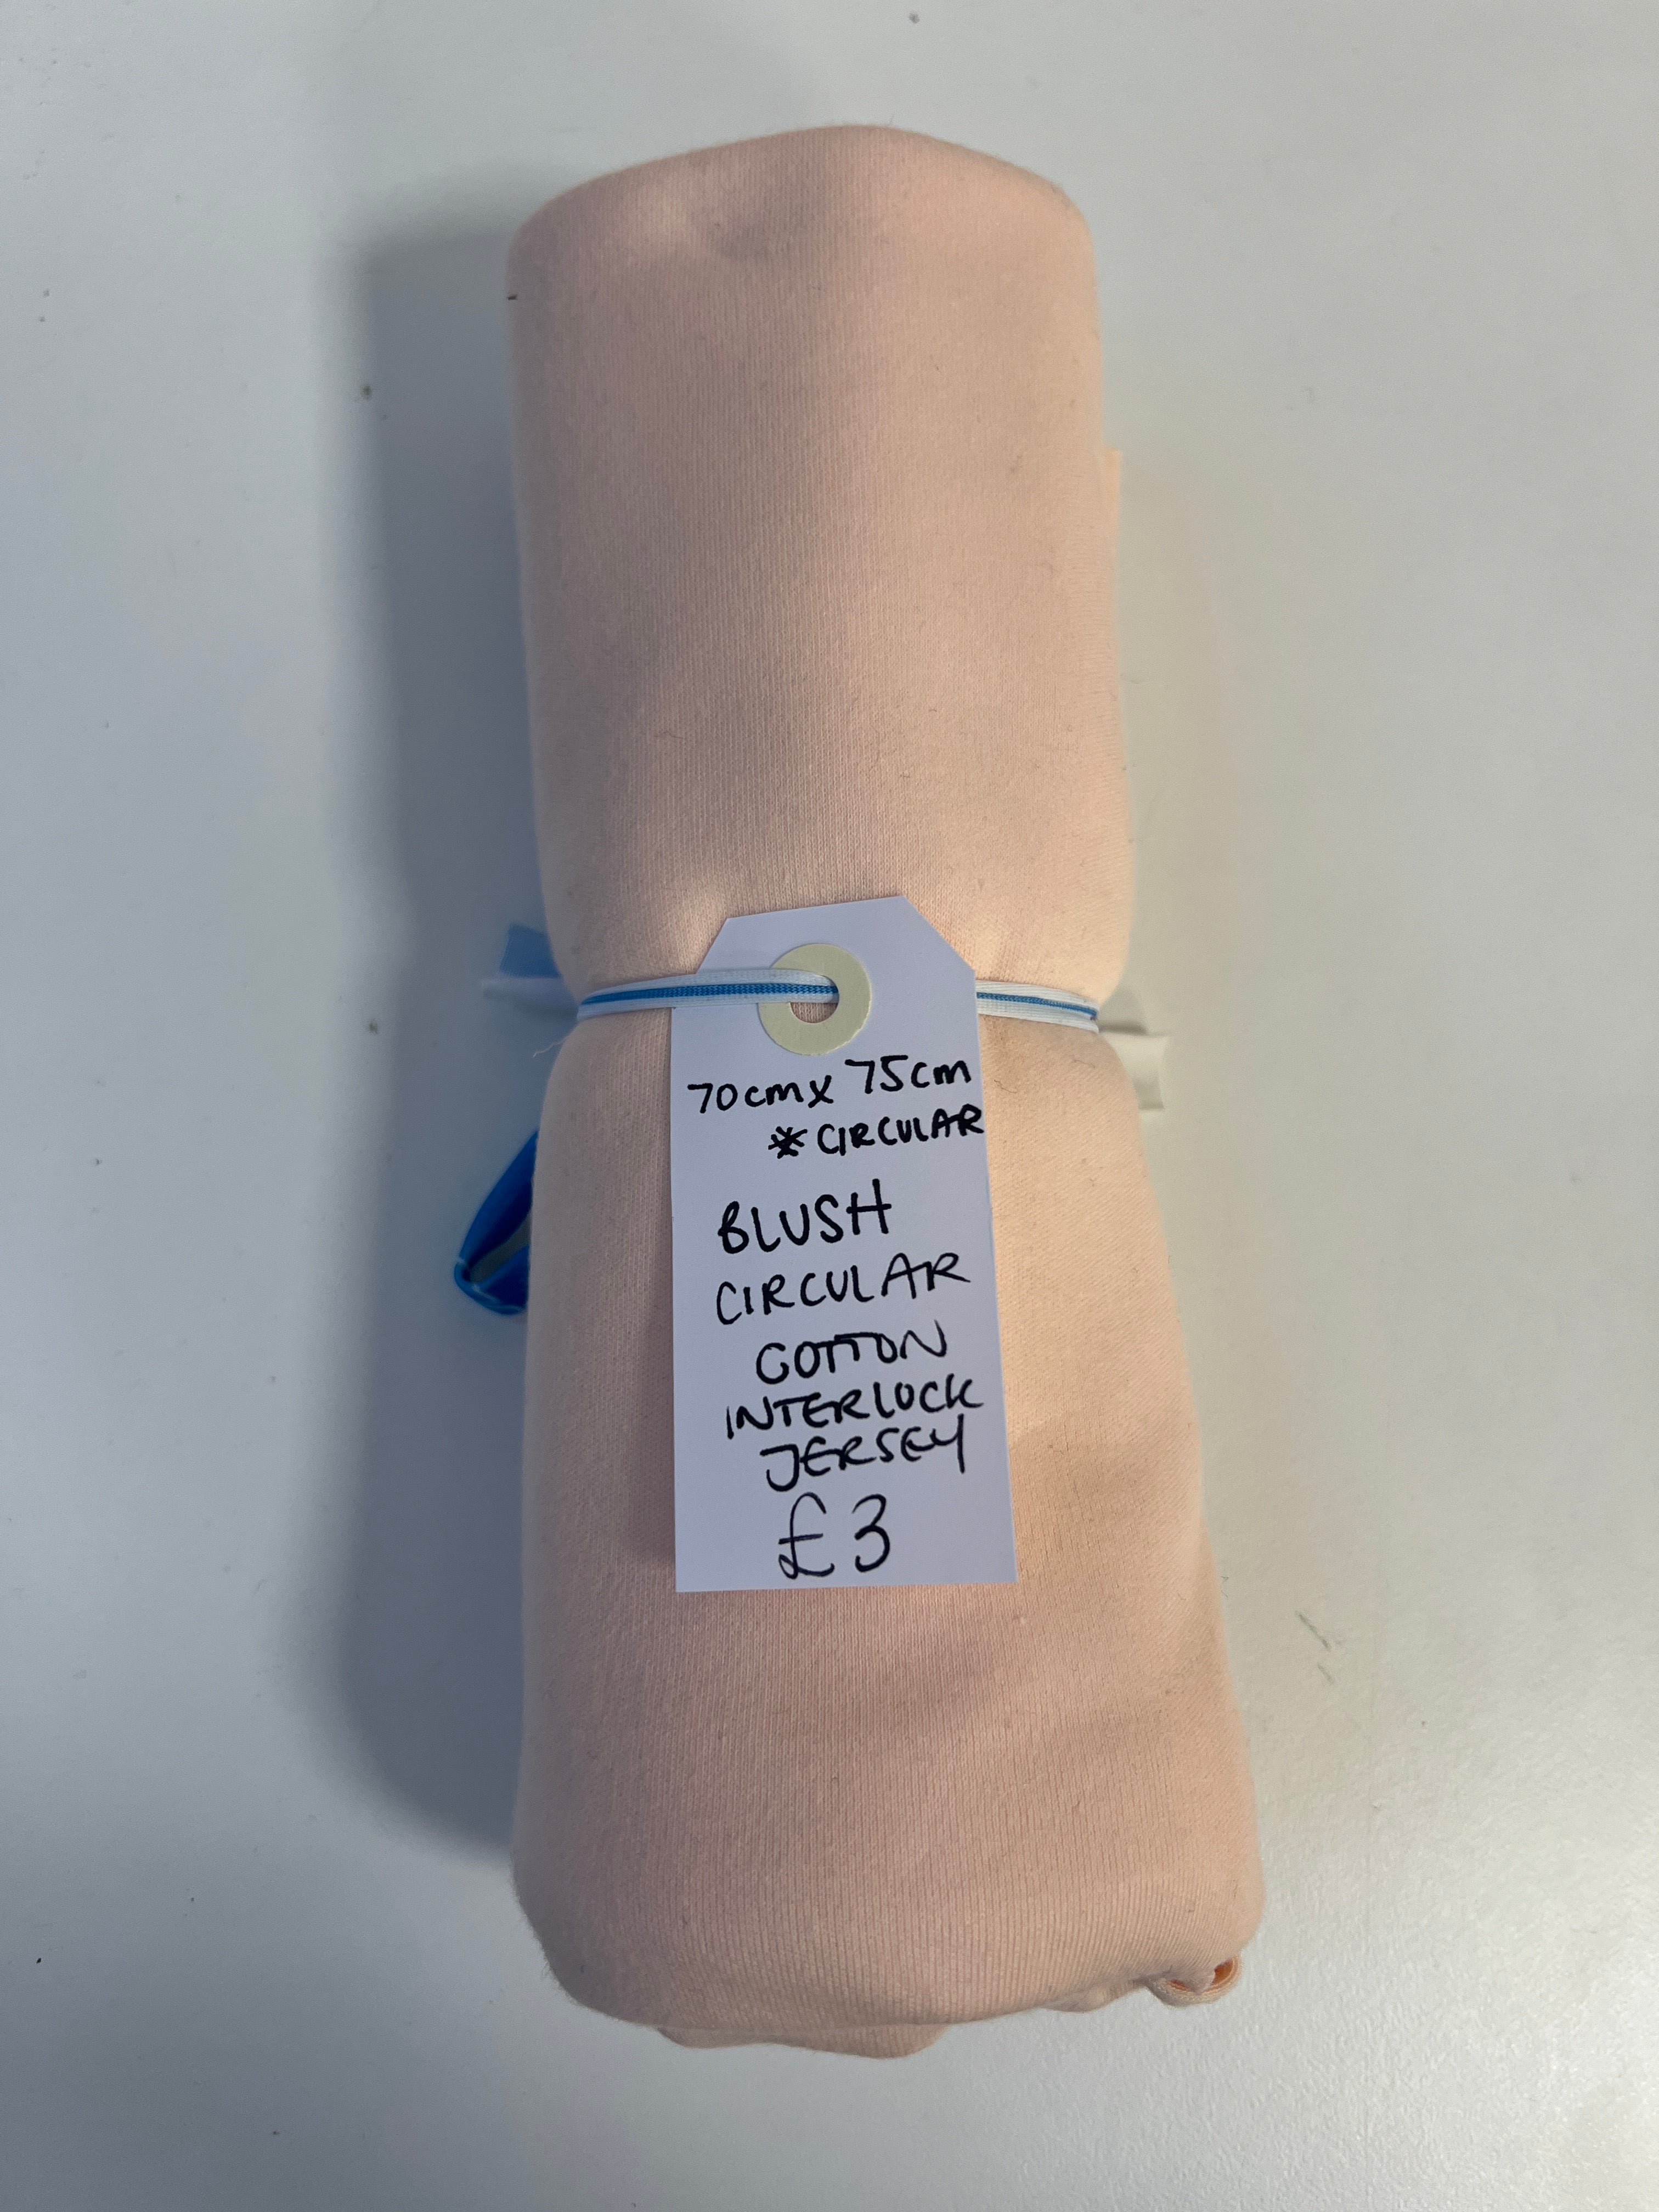 70cm x 75cm
* CIRCULAR
BLUSH
CIRCULAR
COTTON
INTERLOCK
JERSEY
£3